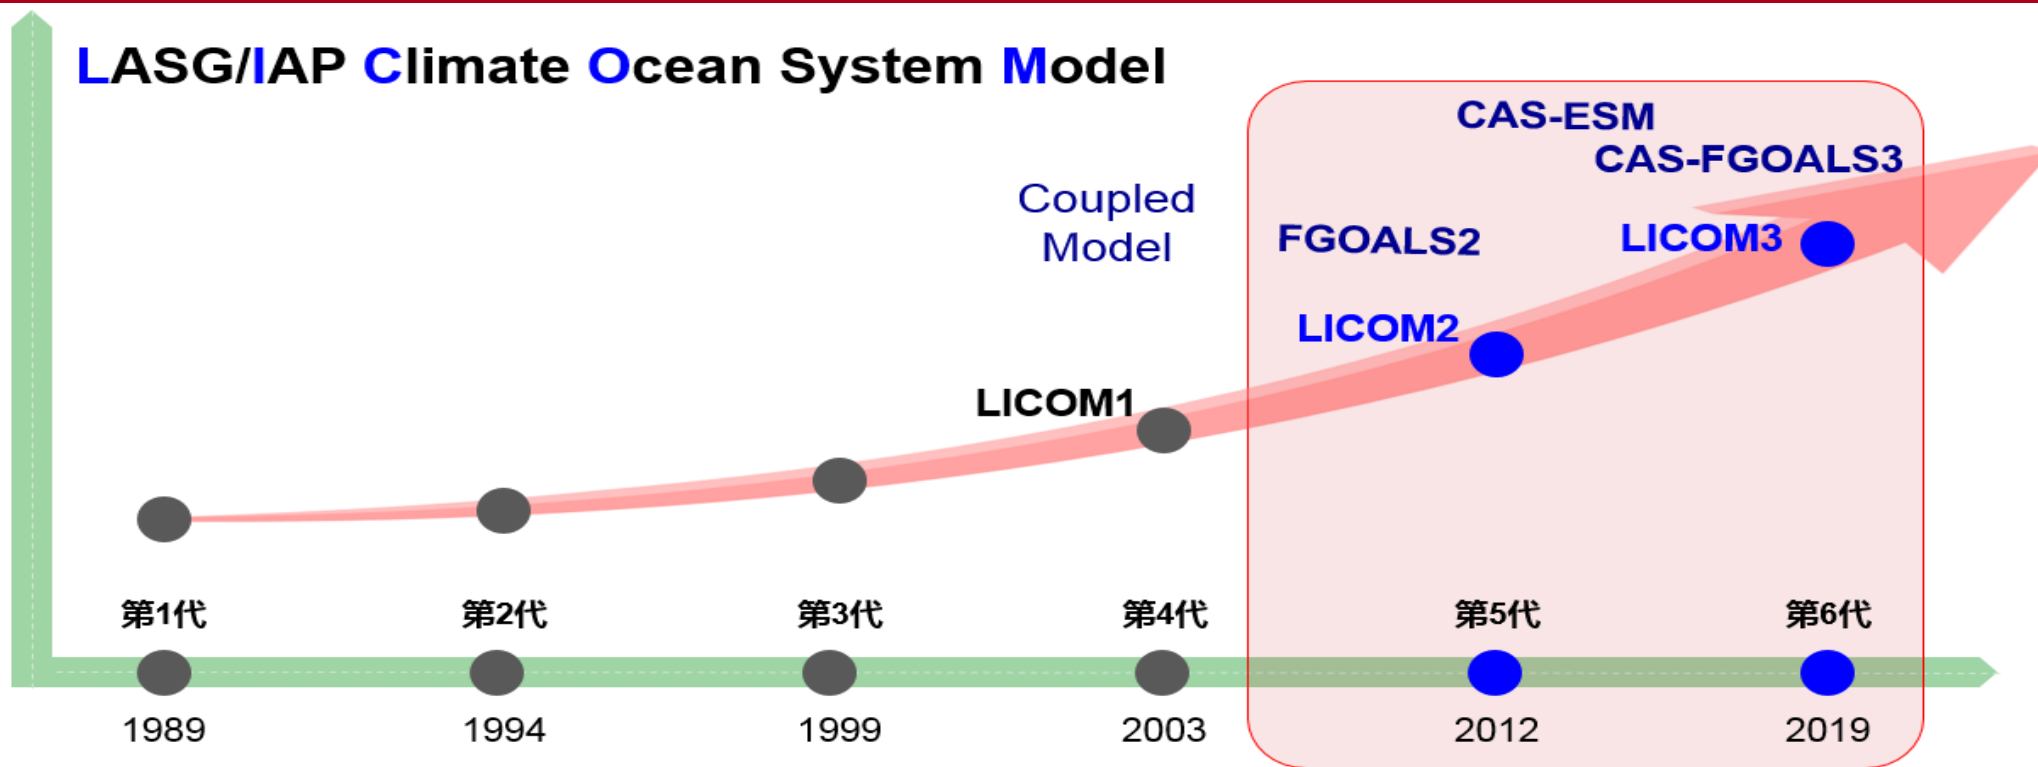 LASG/IAP Climate Ocean System Model
CAS-ESM
CAS-FGOALS3
Coupled
Model
FGOALS2
LICOM3
LICOM2
LICOM1
第1代
第2代
第3代
第4代
第5代
第6代
1989
1994
1999
2003
2012
2019